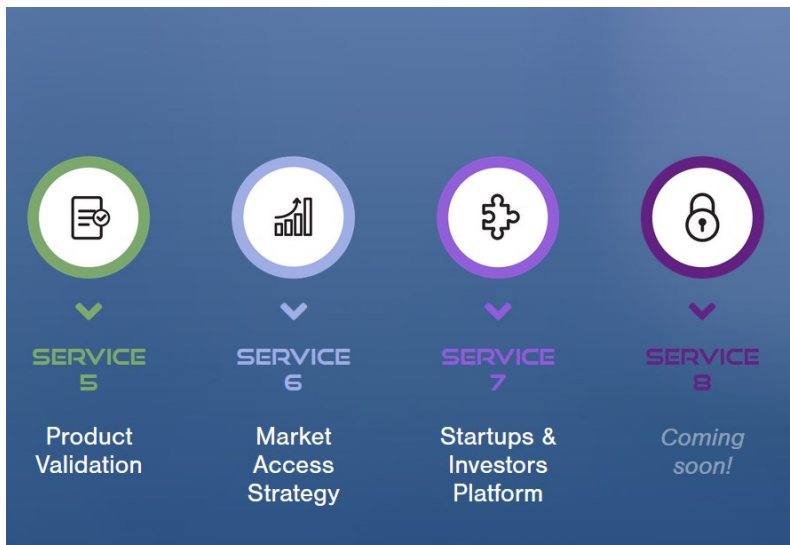 SERVICE
5
Product
Validation
SERVICE
6
Market
Access
Strategy
SERVICE
7
Startups &
Investors
Platform
SERVICE
8
Coming
soon!